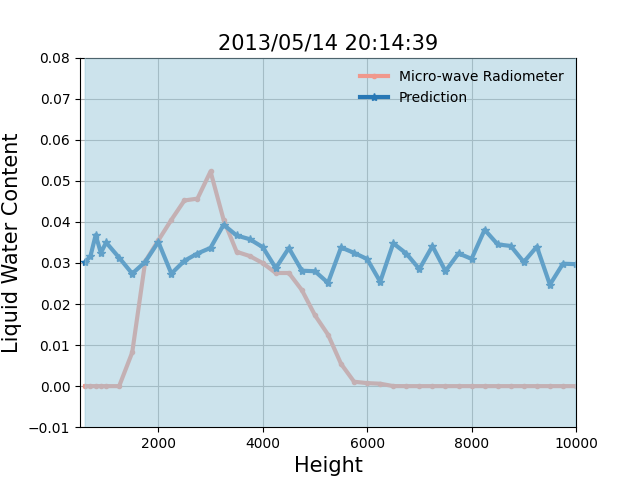 2013/05/14 20:14:39
Micro-wave Radiometer
Prediction
Liquid Water Content
0.08
0.07
0.06
0.05
0.04
0.03
0.02
0.01
0.00
−0.01
2000 4000 6000 8000 10000
Height